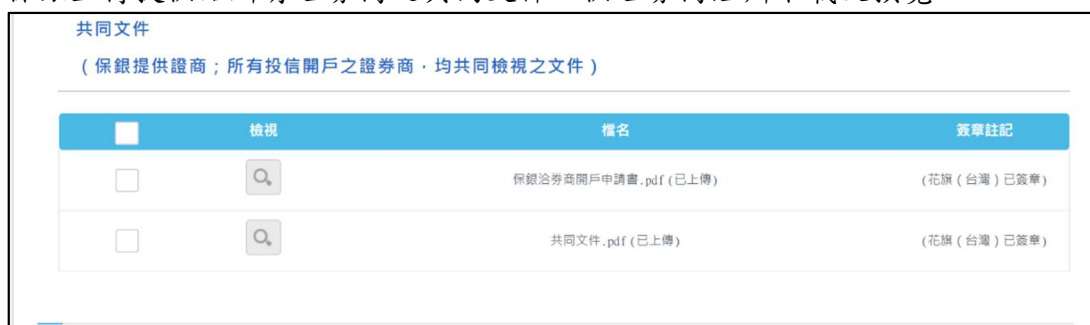 共同文件
(保銀提供證商;所有投信開戶之證券商,均共同檢視之文件)
檢視 檔名 簽章註記
保銀洽券商開戶申請書.pdf(已上傳) (花旗(台灣)已簽章)
共同文件.pdf(已上傳) (花旗(台灣)已簽章)